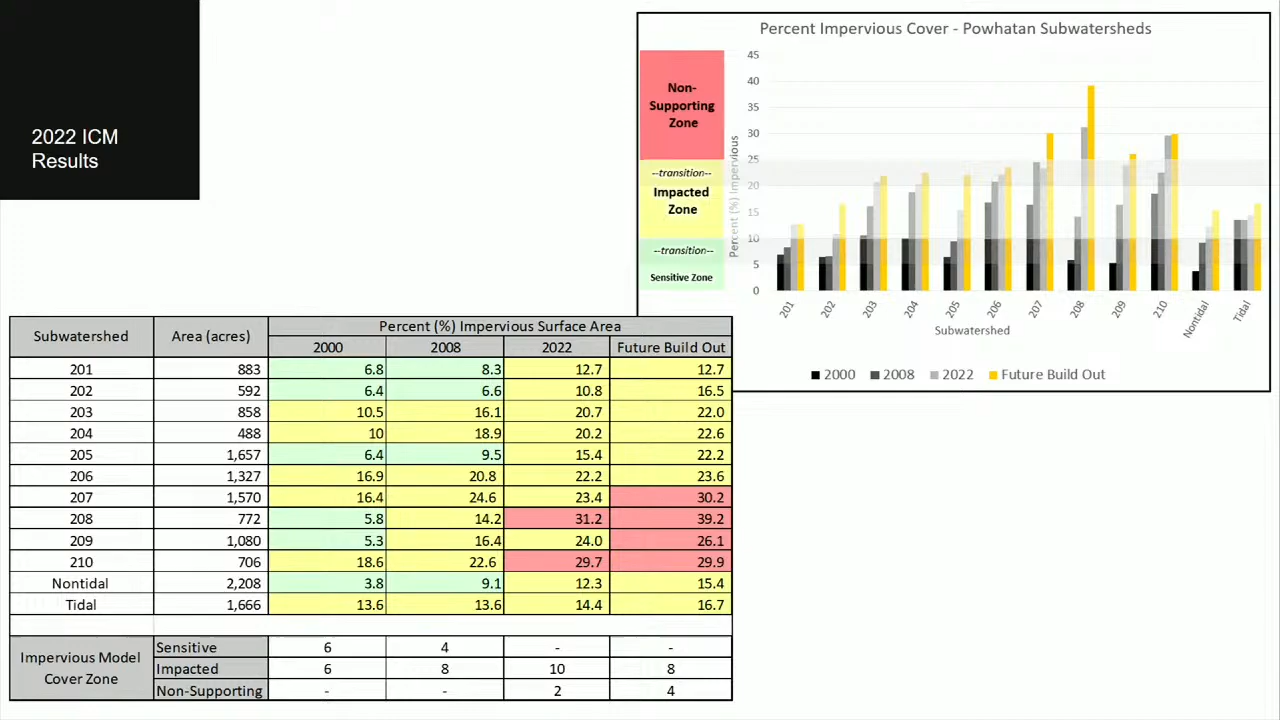 2022 ICM
Results
Percent Impervious Cover - Powhatan Subwatersheds
Non-
Supporting
Zone
--transition--
Impacted
Zone
--transition--
Sensitive Zone
Percent (%) Impervious
45
40
35
30
25
20
15
10
5
0
201 202 203 204 205 206 207 208 209 210 Nontidal Tidal
Subwatershed
2000 2008 2022 Future Build Out
Subwatershed Area (acres) Percent (%) Impervious Surface Area
2000 2008 2022 Future Build Out
201 883 6.8 8.3 12.7 12.7
202 592 6.4 6.6 10.8 16.5
203 858 10.5 16.1 20.7 22.0
204 488 10 18.9 20.2 22.6
205 1,657 6.4 9.5 15.4 22.2
206 1,327 16.9 20.8 22.2 23.6
207 1,570 16.4 24.6 23.4 30.2
208 772 5.8 14.2 31.2 39.2
209 1,080 5.3 16.4 24.0 26.1
210 706 18.6 22.6 29.7 29.9
Nontidal 2,208 3.8 9.1 12.3 15.4
Tidal 1,666 13.6 13.6 14.4 16.7
Impervious Model
Cover Zone
Sensitive 6 4 - -
Impacted 6 8 10 8
Non-Supporting - - 2 4